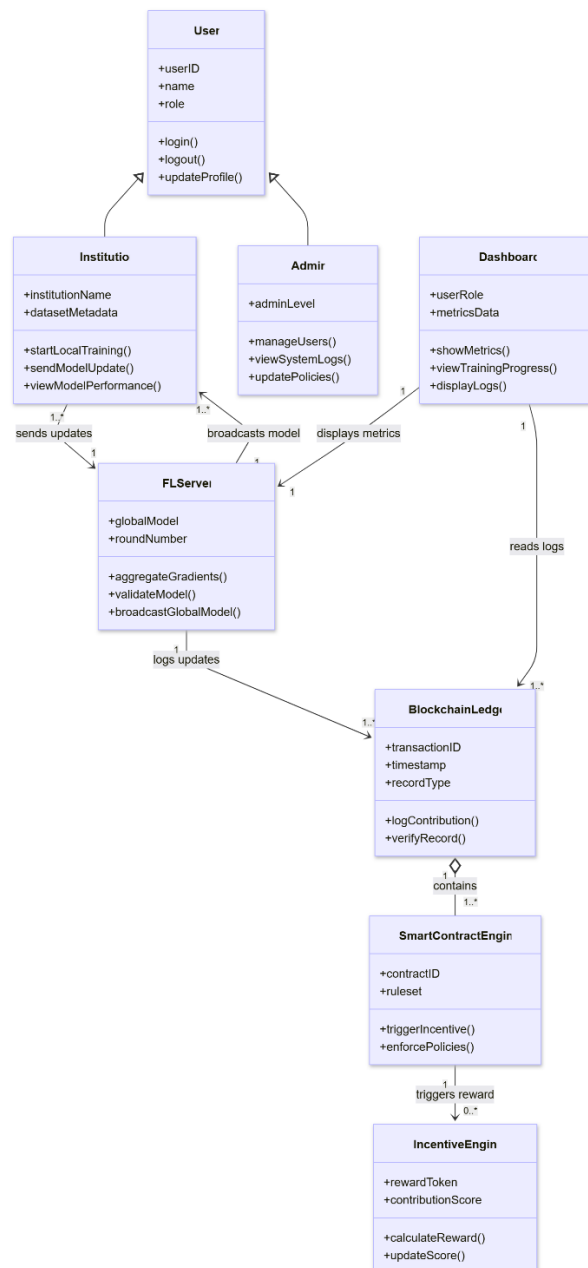 User
+userID
+name
+role
+login()
+logout()
+updateProfile()
Institutio
+institutionName
+datasetMetadata
+startLocalTraining()
+sendModelUpdate()
+viewModelPerformance()
Admir
+adminLevel
+manageUsers()
+viewSystemLogs()
+updatePolicies()
Dashboard
+userRole
+metricsData
+showMetrics()
+viewTrainingProgress()
+displayLogs()
1..*
sends updates
1
1..*
broadcasts model
1
1
displays metrics
1
1
reads logs
1..*
FLServer
+globalModel
+roundNumber
+aggregateGradients()
+validateModel()
+broadcastGlobalModel()
1
logs updates
1..*
BlockchainLedge
+transactionID
+timestamp
+recordType
+logContribution()
+verifyRecord()
1
contains
1..*
SmartContractEngin
+contractID
+ruleset
+triggerIncentive()
+enforcePolicies()
1
triggers reward
0..*
IncentiveEngin
+rewardToken
+contributionScore
+calculateReward()
+updateScore()